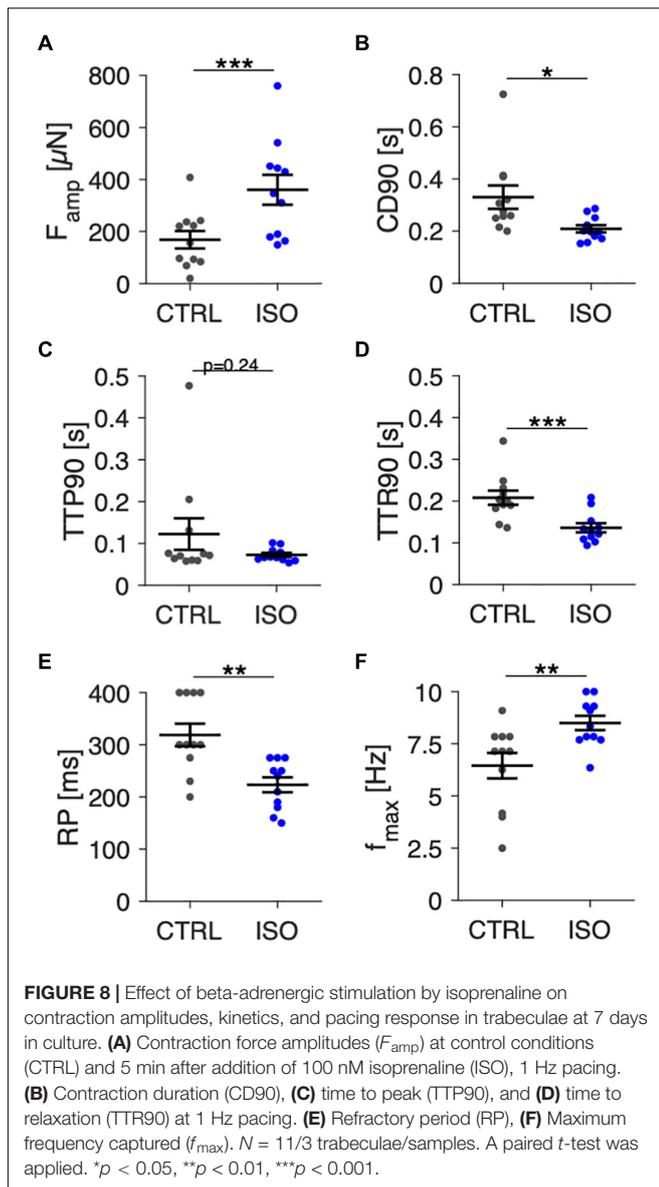 A
***
800
600
400
200
0
F_amp [µN]
CTRL ISO
B
*
0.8
0.6
0.4
0.2
0
CD90 [s]
CTRL ISO
C
p=0.24
0.5
0.4
0.3
0.2
0.1
0
TTP90 [s]
CTRL ISO
D
***
0.5
0.4
0.3
0.2
0.1
0
TTR90 [s]
CTRL ISO
E
**
400
300
200
100
0
RP [ms]
CTRL ISO
F
**
10
7.5
5
2.5
0
f_max [Hz]
CTRL ISO
FIGURE 8 | Effect of beta-adrenergic stimulation by isoprenaline on
contraction amplitudes, kinetics, and pacing response in trabeculae at 7 days
in culture. (A) Contraction force amplitudes (F_amp) at control conditions
(CTRL) and 5 min after addition of 100 nM isoprenaline (ISO), 1 Hz pacing.
(B) Contraction duration (CD90), (C) time to peak (TTP90), and (D) time to
relaxation (TTR90) at 1 Hz pacing. (E) Refractory period (RP), (F) Maximum
frequency captured (f_max). N = 11/3 trabeculae/samples. A paired t-test was
applied. *p < 0.05, **p < 0.01, ***p < 0.001.